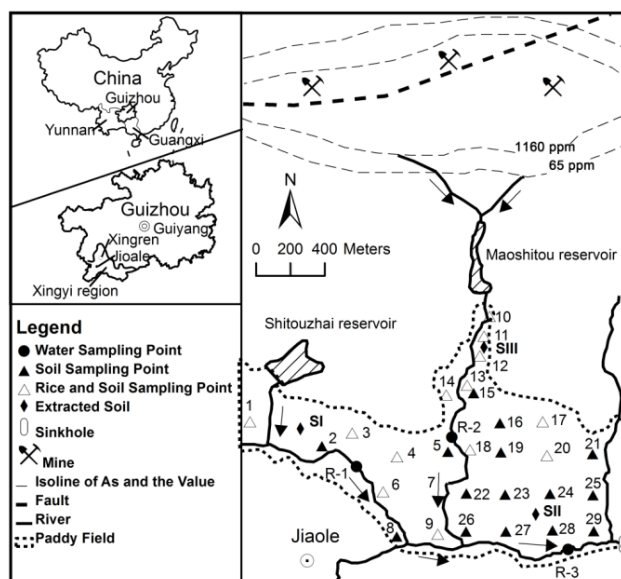 China
Guizhou
Yunnan
Guangxi
Guizhou
Guiyang
Xingren
Jioale
Xingyi region
Legend
Water Sampling Point
Soil Sampling Point
Rice and Soil Sampling Point
Extracted Soil
Sinkhole
Mine
Isoline of As and the Value
Fault
River
Paddy Field
1160 ppm
65 ppm
N
0 200 400 Meters
Maoshitou reservoir
Shitouzhai reservoir
10
11
SIII
12
13
14
15
1
SI
2
3
4
5
R-2
16
17
18
19
20
21
R-1
6
7
22
23
24
25
SII
8
9
26
27
28
29
Jiaole
R-3